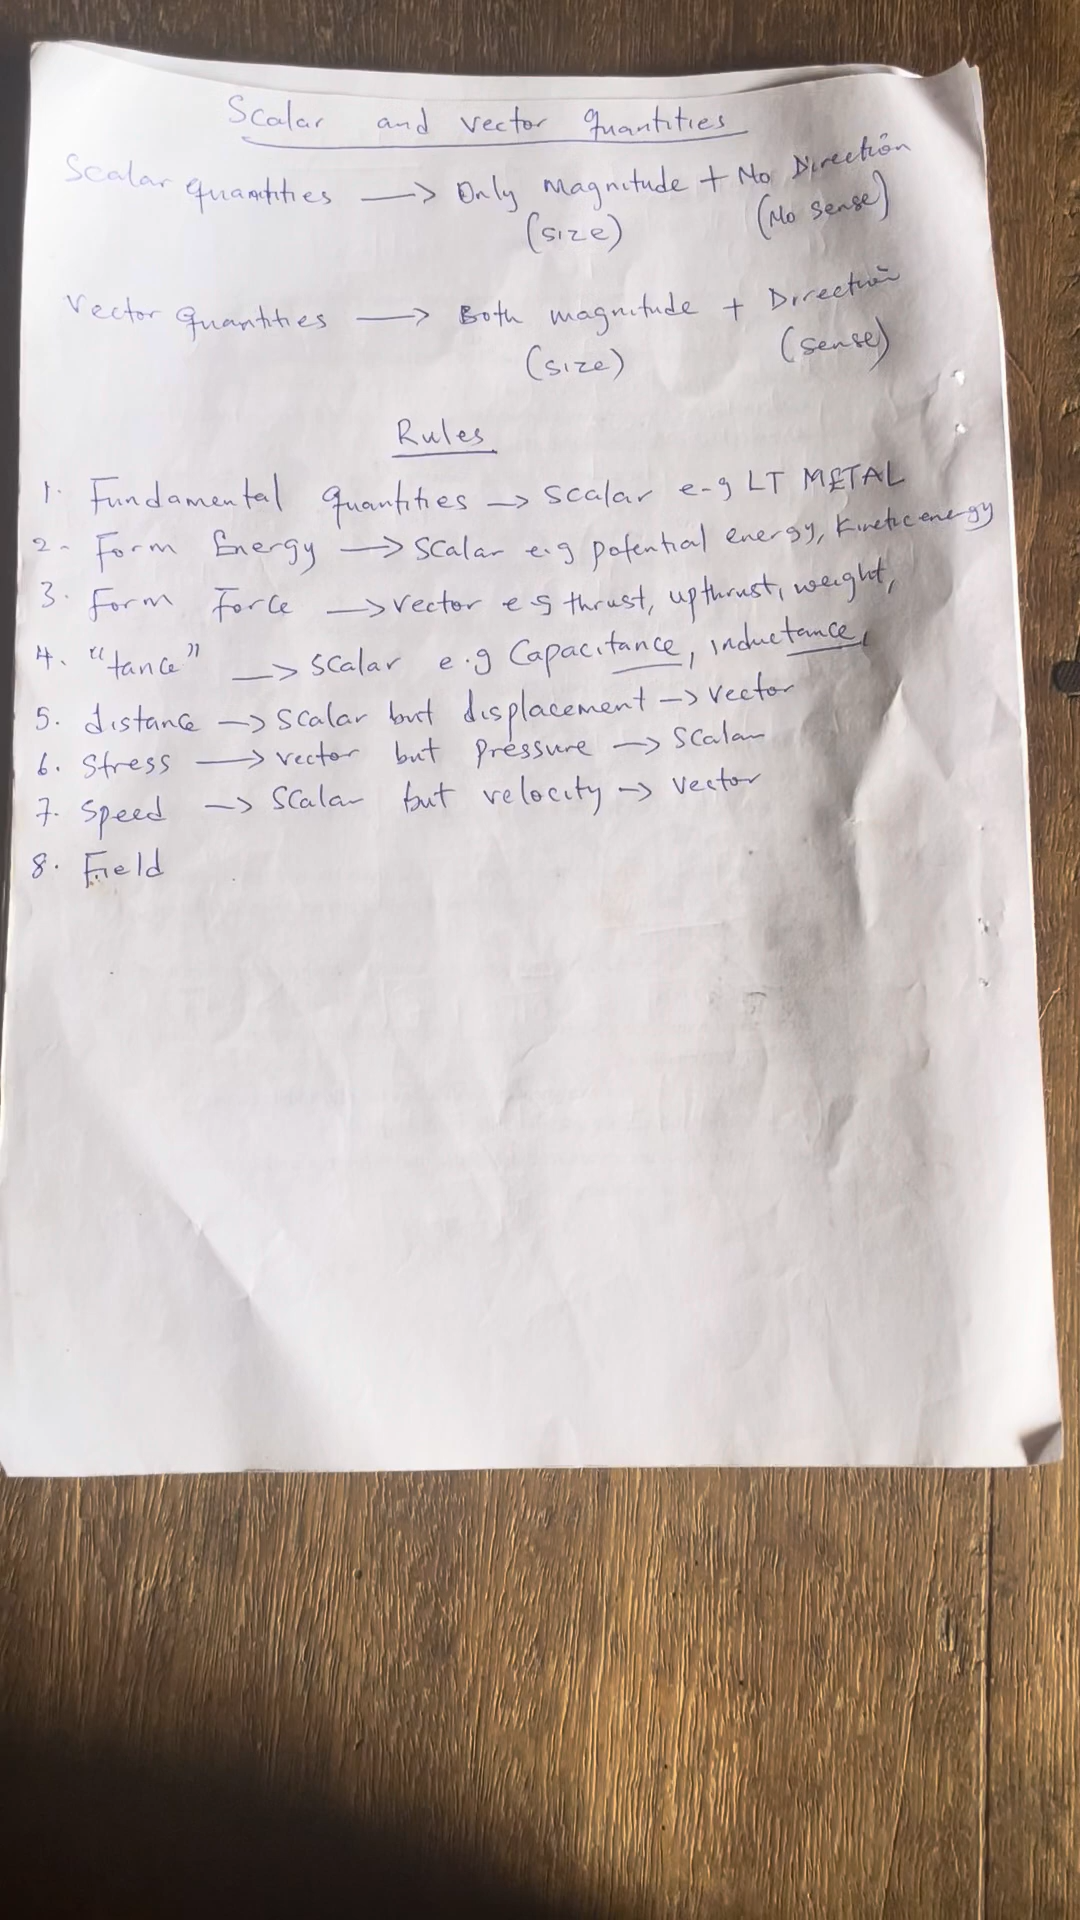 Scalar and vector quantities
Scalar quantities → Only magnitude + No Direction
(size) (No sense)
Vector Quantities → Both magnitude + Direction
(size) (sense)
Rules
1. Fundamental quantities → scalar e-g LT METAL
2- Form Energy → scalar e.g potential energy, Kinetic energy
3. Form Force → vector e g thrust, upthrust, weight,
4. "tance" → scalar e.g Capacitance, inductance,
5. distance → scalar but displacement → vector
6. Stress → vector but pressure → scalar
7. Speed → Scalar but velocity → vector
8. Field